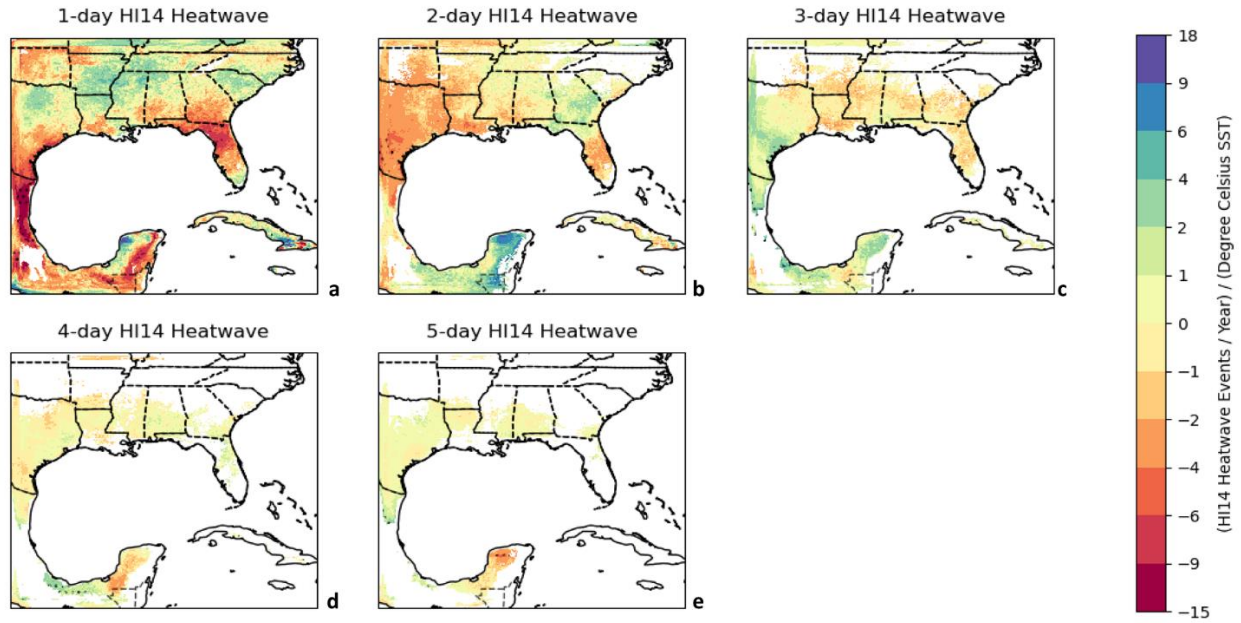 1-day HI14 Heatwave
2-day HI14 Heatwave
3-day HI14 Heatwave
a
b
c
4-day HI14 Heatwave
5-day HI14 Heatwave
d
e
18
9
6
4
2
1
0
−1
−2
−4
−6
−9
−15
(HI14 Heatwave Events / Year) / (Degree Celsius SST)